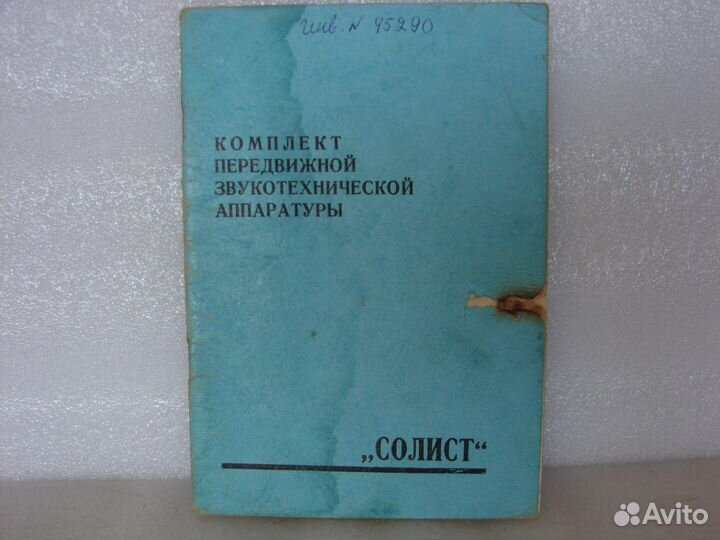 инв. N 45290
КОМПЛЕКТ
ПЕРЕДВИЖНОЙ
ЗВУКОТЕХНИЧЕСКОЙ
АППАРАТУРЫ
„СОЛИСТ“
Avito